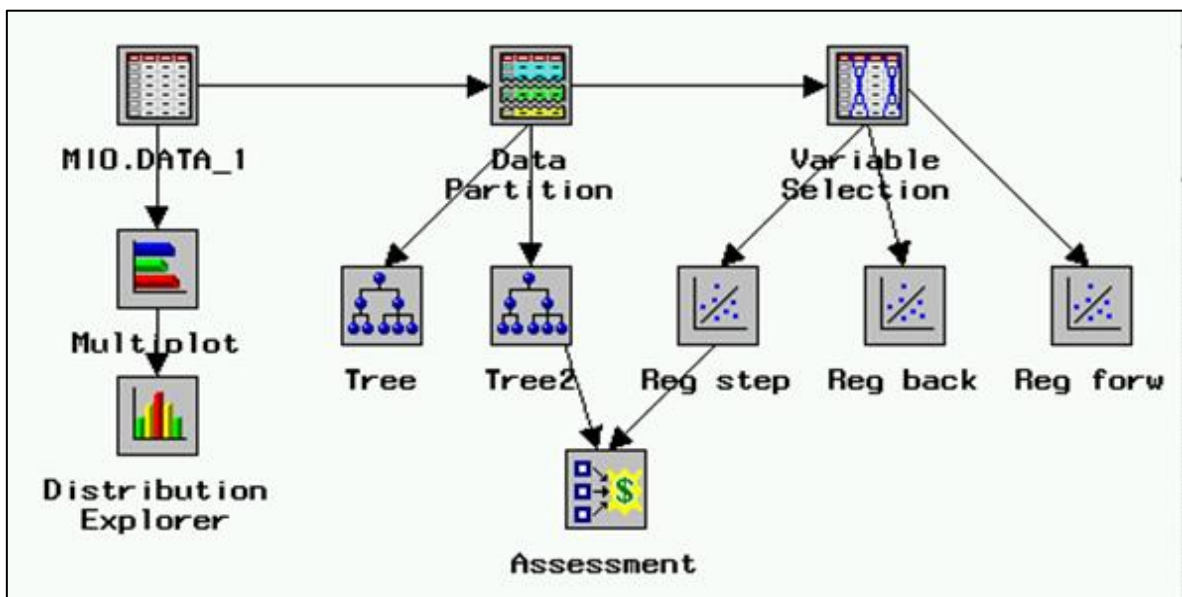 MIO.DATA_1
Data
Partition
Variable
Selection
Multiplot
Tree
Tree2
Reg step
Reg back
Reg forw
Distribution
Explorer
$
Assessment